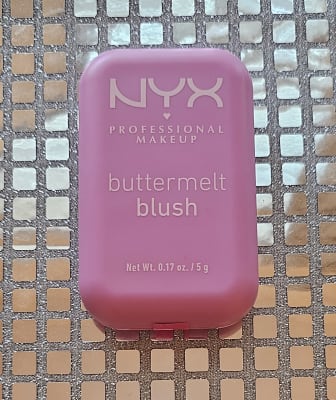 NYX
PROFESSIONAL
MAKEUP
buttermelt
blush
Net Wt. 0.17 oz. / 5 g